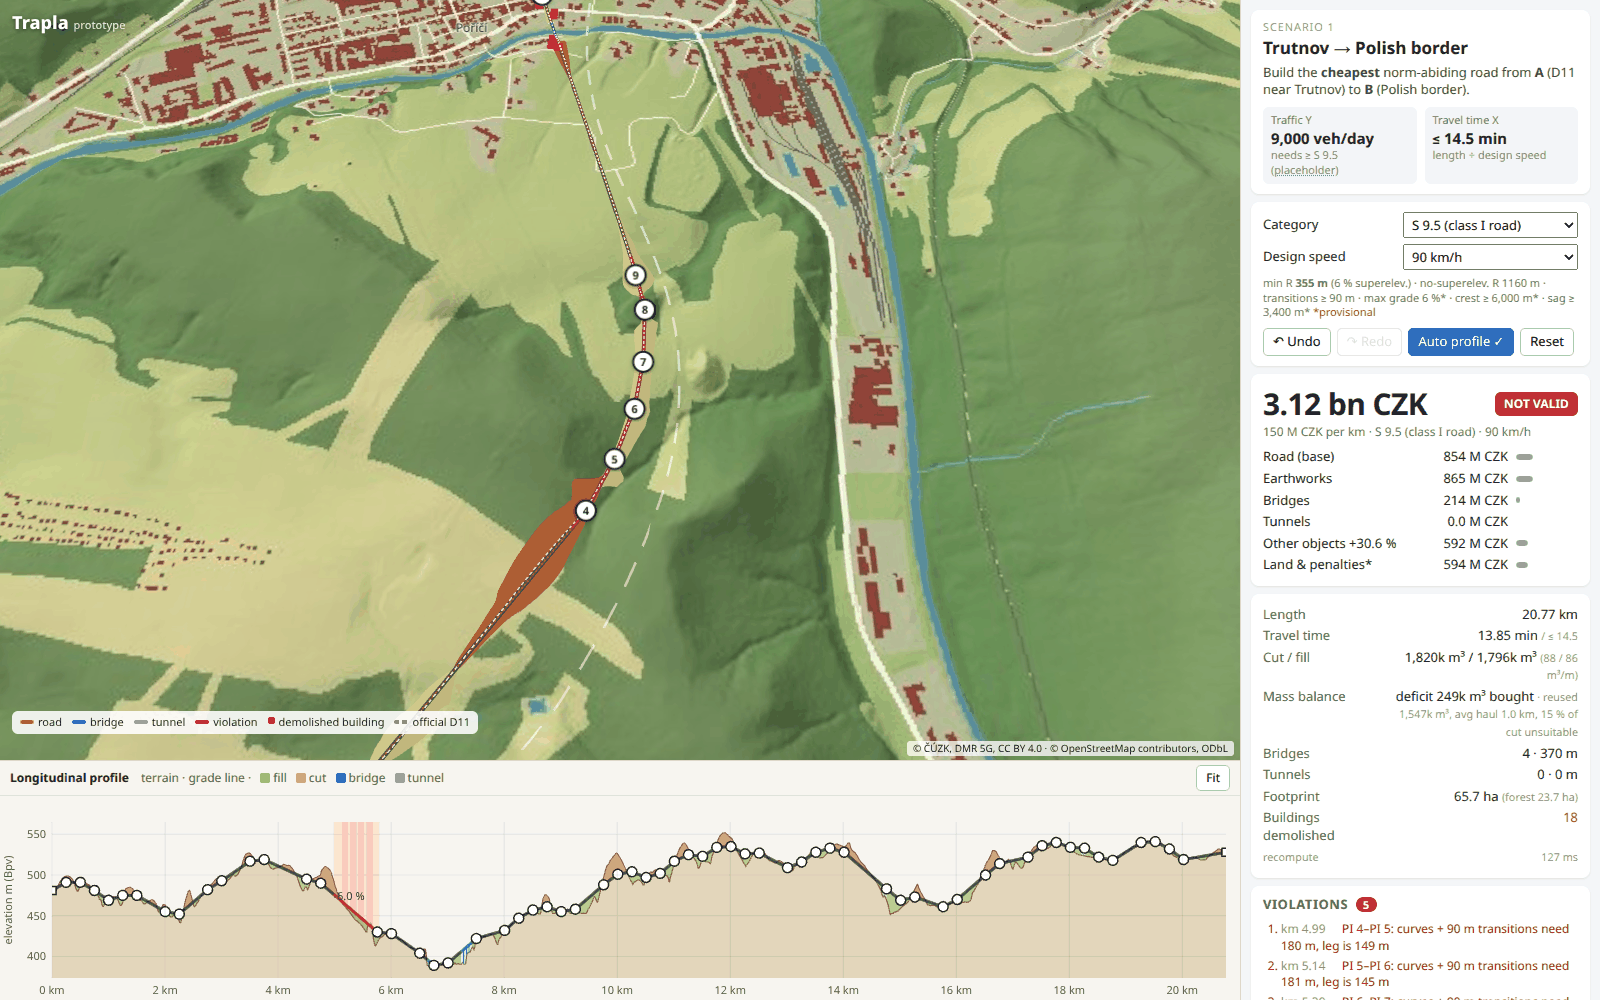 Trapla prototype
Poříčí
9
8
7
6
5
4
road bridge tunnel violation demolished building official D11
© ČÚZK, DMR 5G, CC BY 4.0 · © OpenStreetMap contributors, ODbL
Longitudinal profile terrain · grade line · fill cut bridge tunnel
Fit
elevation m (Bpv)
550
500
450
400
6.0 %
0 km 2 km 4 km 6 km 8 km 10 km 12 km 14 km 16 km 18 km 20 km
SCENARIO 1
Trutnov → Polish border
Build the cheapest norm-abiding road from A (D11
near Trutnov) to B (Polish border).
Traffic Y
9,000 veh/day
needs ≥ S 9.5
(placeholder)
Travel time X
≤ 14.5 min
length ÷ design speed
Category S 9.5 (class I road)
Design speed 90 km/h
min R 355 m (6 % superelev.) · no-superelev. R 1160 m ·
transitions ≥ 90 m · max grade 6 %* · crest ≥ 6,000 m* · sag ≥
3,400 m* *provisional
↶ Undo ↷ Redo Auto profile ✓ Reset
3.12 bn CZK NOT VALID
150 M CZK per km · S 9.5 (class I road) · 90 km/h
Road (base) 854 M CZK
Earthworks 865 M CZK
Bridges 214 M CZK
Tunnels 0.0 M CZK
Other objects +30.6 % 592 M CZK
Land & penalties* 594 M CZK
Length 20.77 km
Travel time 13.85 min / ≤ 14.5
Cut / fill 1,820k m³ / 1,796k m³ (88 / 86
m³/m)
Mass balance deficit 249k m³ bought · reused
1,547k m³, avg haul 1.0 km, 15 % of
cut unsuitable
Bridges 4 · 370 m
Tunnels 0 · 0 m
Footprint 65.7 ha (forest 23.7 ha)
Buildings 18
demolished
recompute 127 ms
VIOLATIONS 5
1. km 4.99 PI 4–PI 5: curves + 90 m transitions need
180 m, leg is 149 m
2. km 5.14 PI 5–PI 6: curves + 90 m transitions need
181 m, leg is 145 m